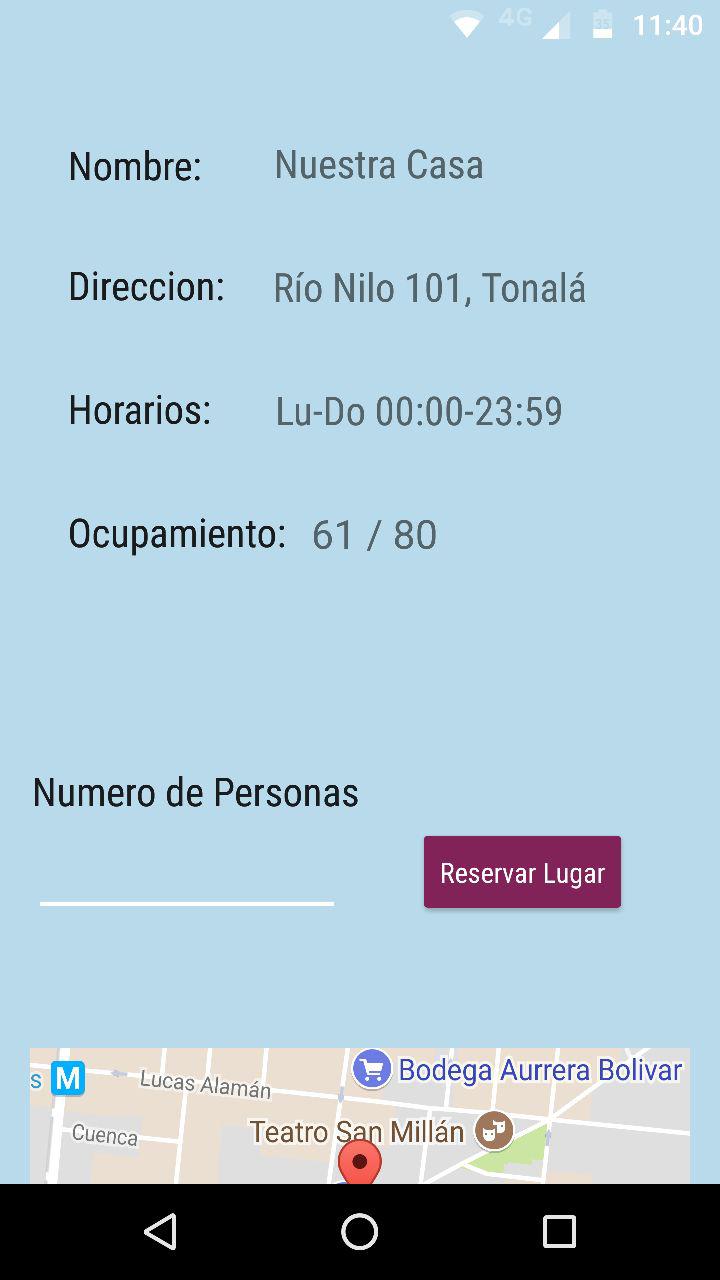 4G 35 11:40
Nombre: Nuestra Casa
Direccion: Río Nilo 101, Tonalá
Horarios: Lu-Do 00:00-23:59
Ocupamiento: 61 / 80
Numero de Personas
Reservar Lugar
s M Lucas Alamán Bodega Aurrera Bolivar
Cuenca Teatro San Millán